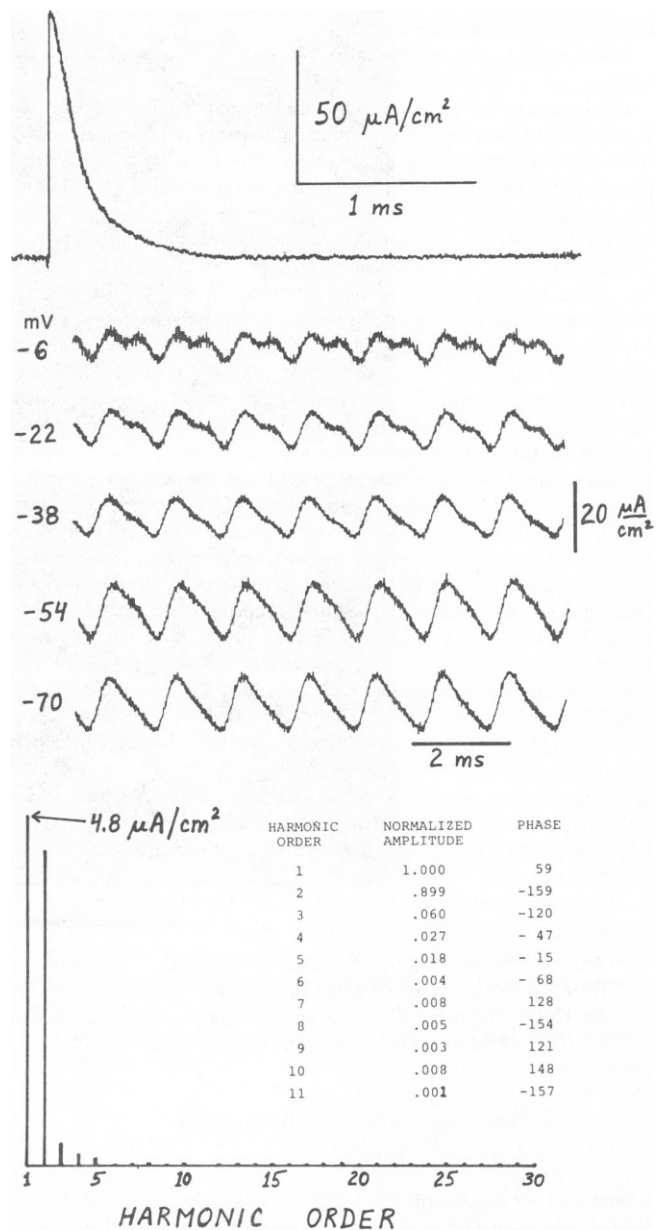 50 μA/cm²
1 ms
mV
-6
-22
-38
20 μA/cm²
-54
-70
2 ms
4.8 μA/cm²
HARMONIC ORDER NORMALIZED AMPLITUDE PHASE
1 1.000 59
2 .899 -159
3 .060 -120
4 .027 - 47
5 .018 - 15
6 .004 - 68
7 .008 128
8 .005 -154
9 .003 121
10 .008 148
11 .001 -157
1 5 10 15 20 25 30
HARMONIC ORDER